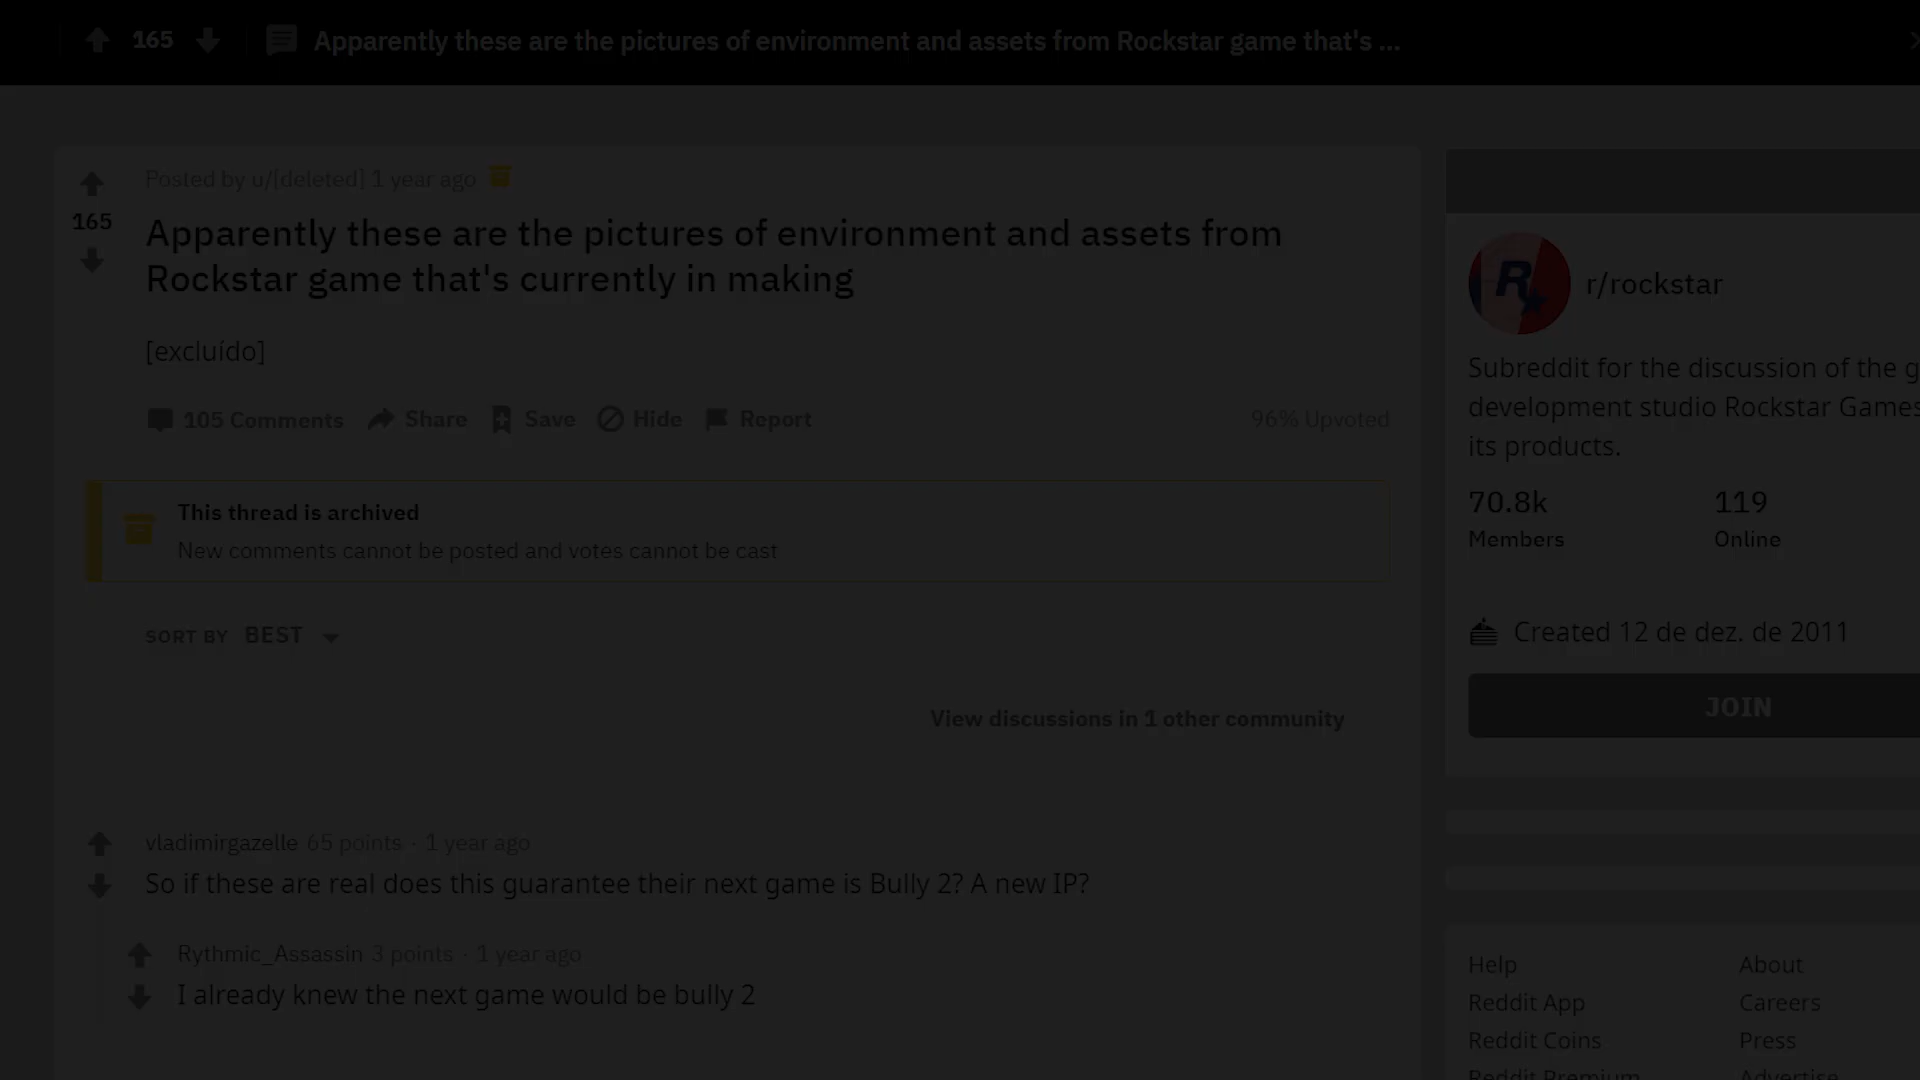 165 Apparently these are the pictures of environment and assets from Rockstar game that's ...
Posted by u/[deleted] 1 year ago
165
Apparently these are the pictures of environment and assets from
Rockstar game that's currently in making
[excluído]
105 Comments Share Save Hide Report 96% Upvoted
This thread is archived
New comments cannot be posted and votes cannot be cast
SORT BY BEST
View discussions in 1 other community
vladimirgazelle 65 points · 1 year ago
So if these are real does this guarantee their next game is Bully 2? A new IP?
Rythmic_Assassin 3 points · 1 year ago
I already knew the next game would be bully 2
R
r/rockstar
Subreddit for the discussion of the g
development studio Rockstar Games
its products.
70.8k 119
Members Online
Created 12 de dez. de 2011
JOIN
Help About
Reddit App Careers
Reddit Coins Press
Reddit Premium Advertise